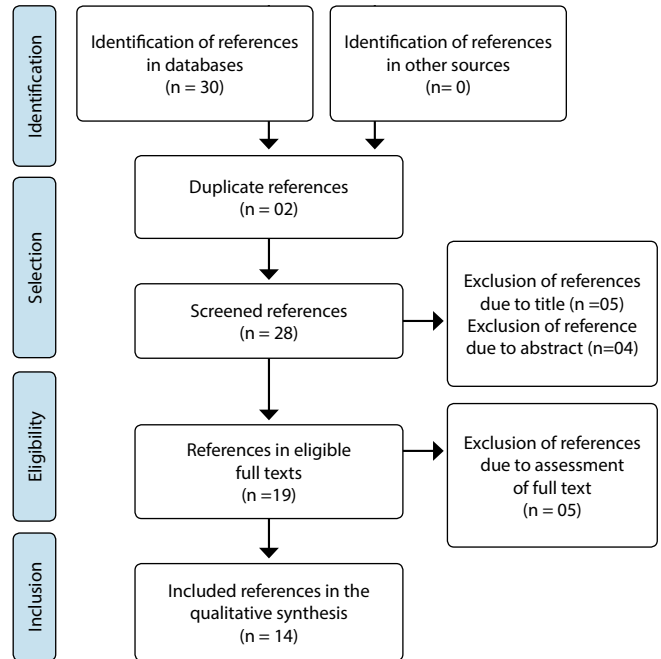 Identification
Identification of references
in databases
(n = 30)
Identification of references
in other sources
(n= 0)
Selection
Duplicate references
(n = 02)
Screened references
(n = 28)
Exclusion of references
due to title (n =05)
Exclusion of reference
due to abstract (n=04)
Eligibility
References in eligible
full texts
(n =19)
Exclusion of references
due to assessment
of full text
(n = 05)
Inclusion
Included references in the
qualitative synthesis
(n = 14)